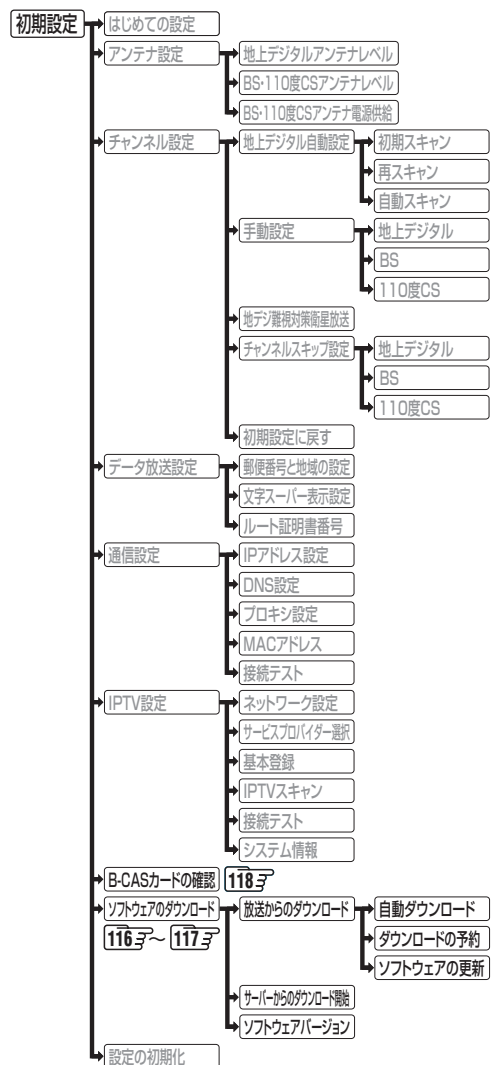 初期設定
はじめての設定
アンテナ設定
地上デジタルアンテナレベル
BS・110度CSアンテナレベル
BS・110度CSアンテナ電源供給
チャンネル設定
地上デジタル自動設定
初期スキャン
再スキャン
自動スキャン
手動設定
地上デジタル
BS
110度CS
地デジ難視対策衛星放送
チャンネルスキップ設定
地上デジタル
BS
110度CS
初期設定に戻す
データ放送設定
郵便番号と地域の設定
文字スーパー表示設定
ルート証明書番号
通信設定
IPアドレス設定
DNS設定
プロキシ設定
MACアドレス
接続テスト
IPTV設定
ネットワーク設定
サービスプロバイダー選択
基本登録
IPTVスキャン
接続テスト
システム情報
B-CASカードの確認 118
ソフトウェアのダウンロード
116 ～ 117
放送からのダウンロード
自動ダウンロード
ダウンロードの予約
ソフトウェアの更新
サーバーからのダウンロード開始
ソフトウェアバージョン
設定の初期化